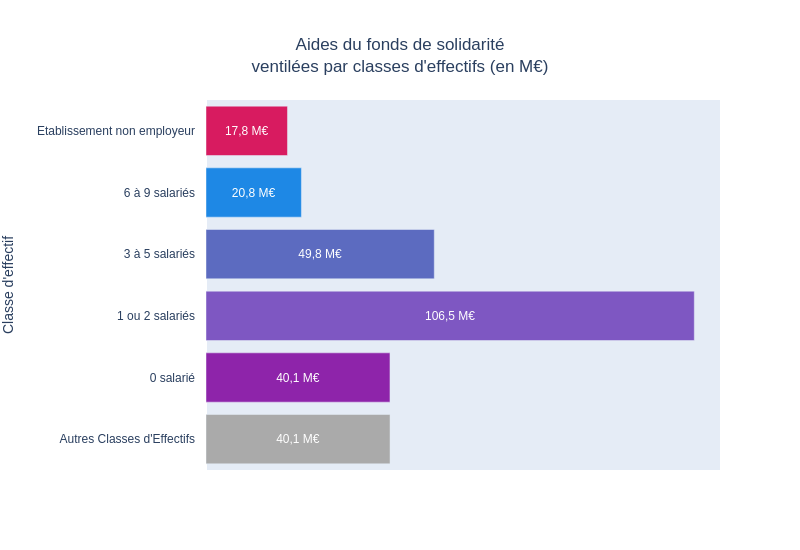 Aides du fonds de solidarité
ventilées par classes d'effectifs (en M€)
Classe d'effectif
Etablissement non employeur
17,8 M€
6 à 9 salariés
20,8 M€
3 à 5 salariés
49,8 M€
1 ou 2 salariés
106,5 M€
0 salarié
40,1 M€
Autres Classes d'Effectifs
40,1 M€